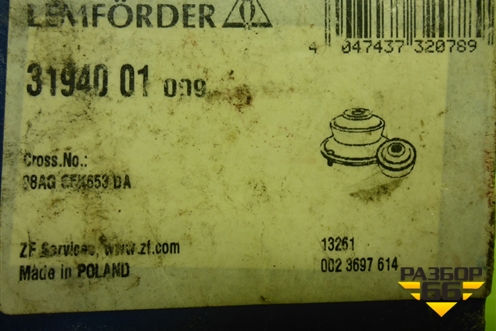 LEMFÖRDER
4 047437 320789
31940 01
Cross.No.:
ZF Services, www.zf.com
Made in POLAND
13261
002 3697 614
РАЗБОР
66